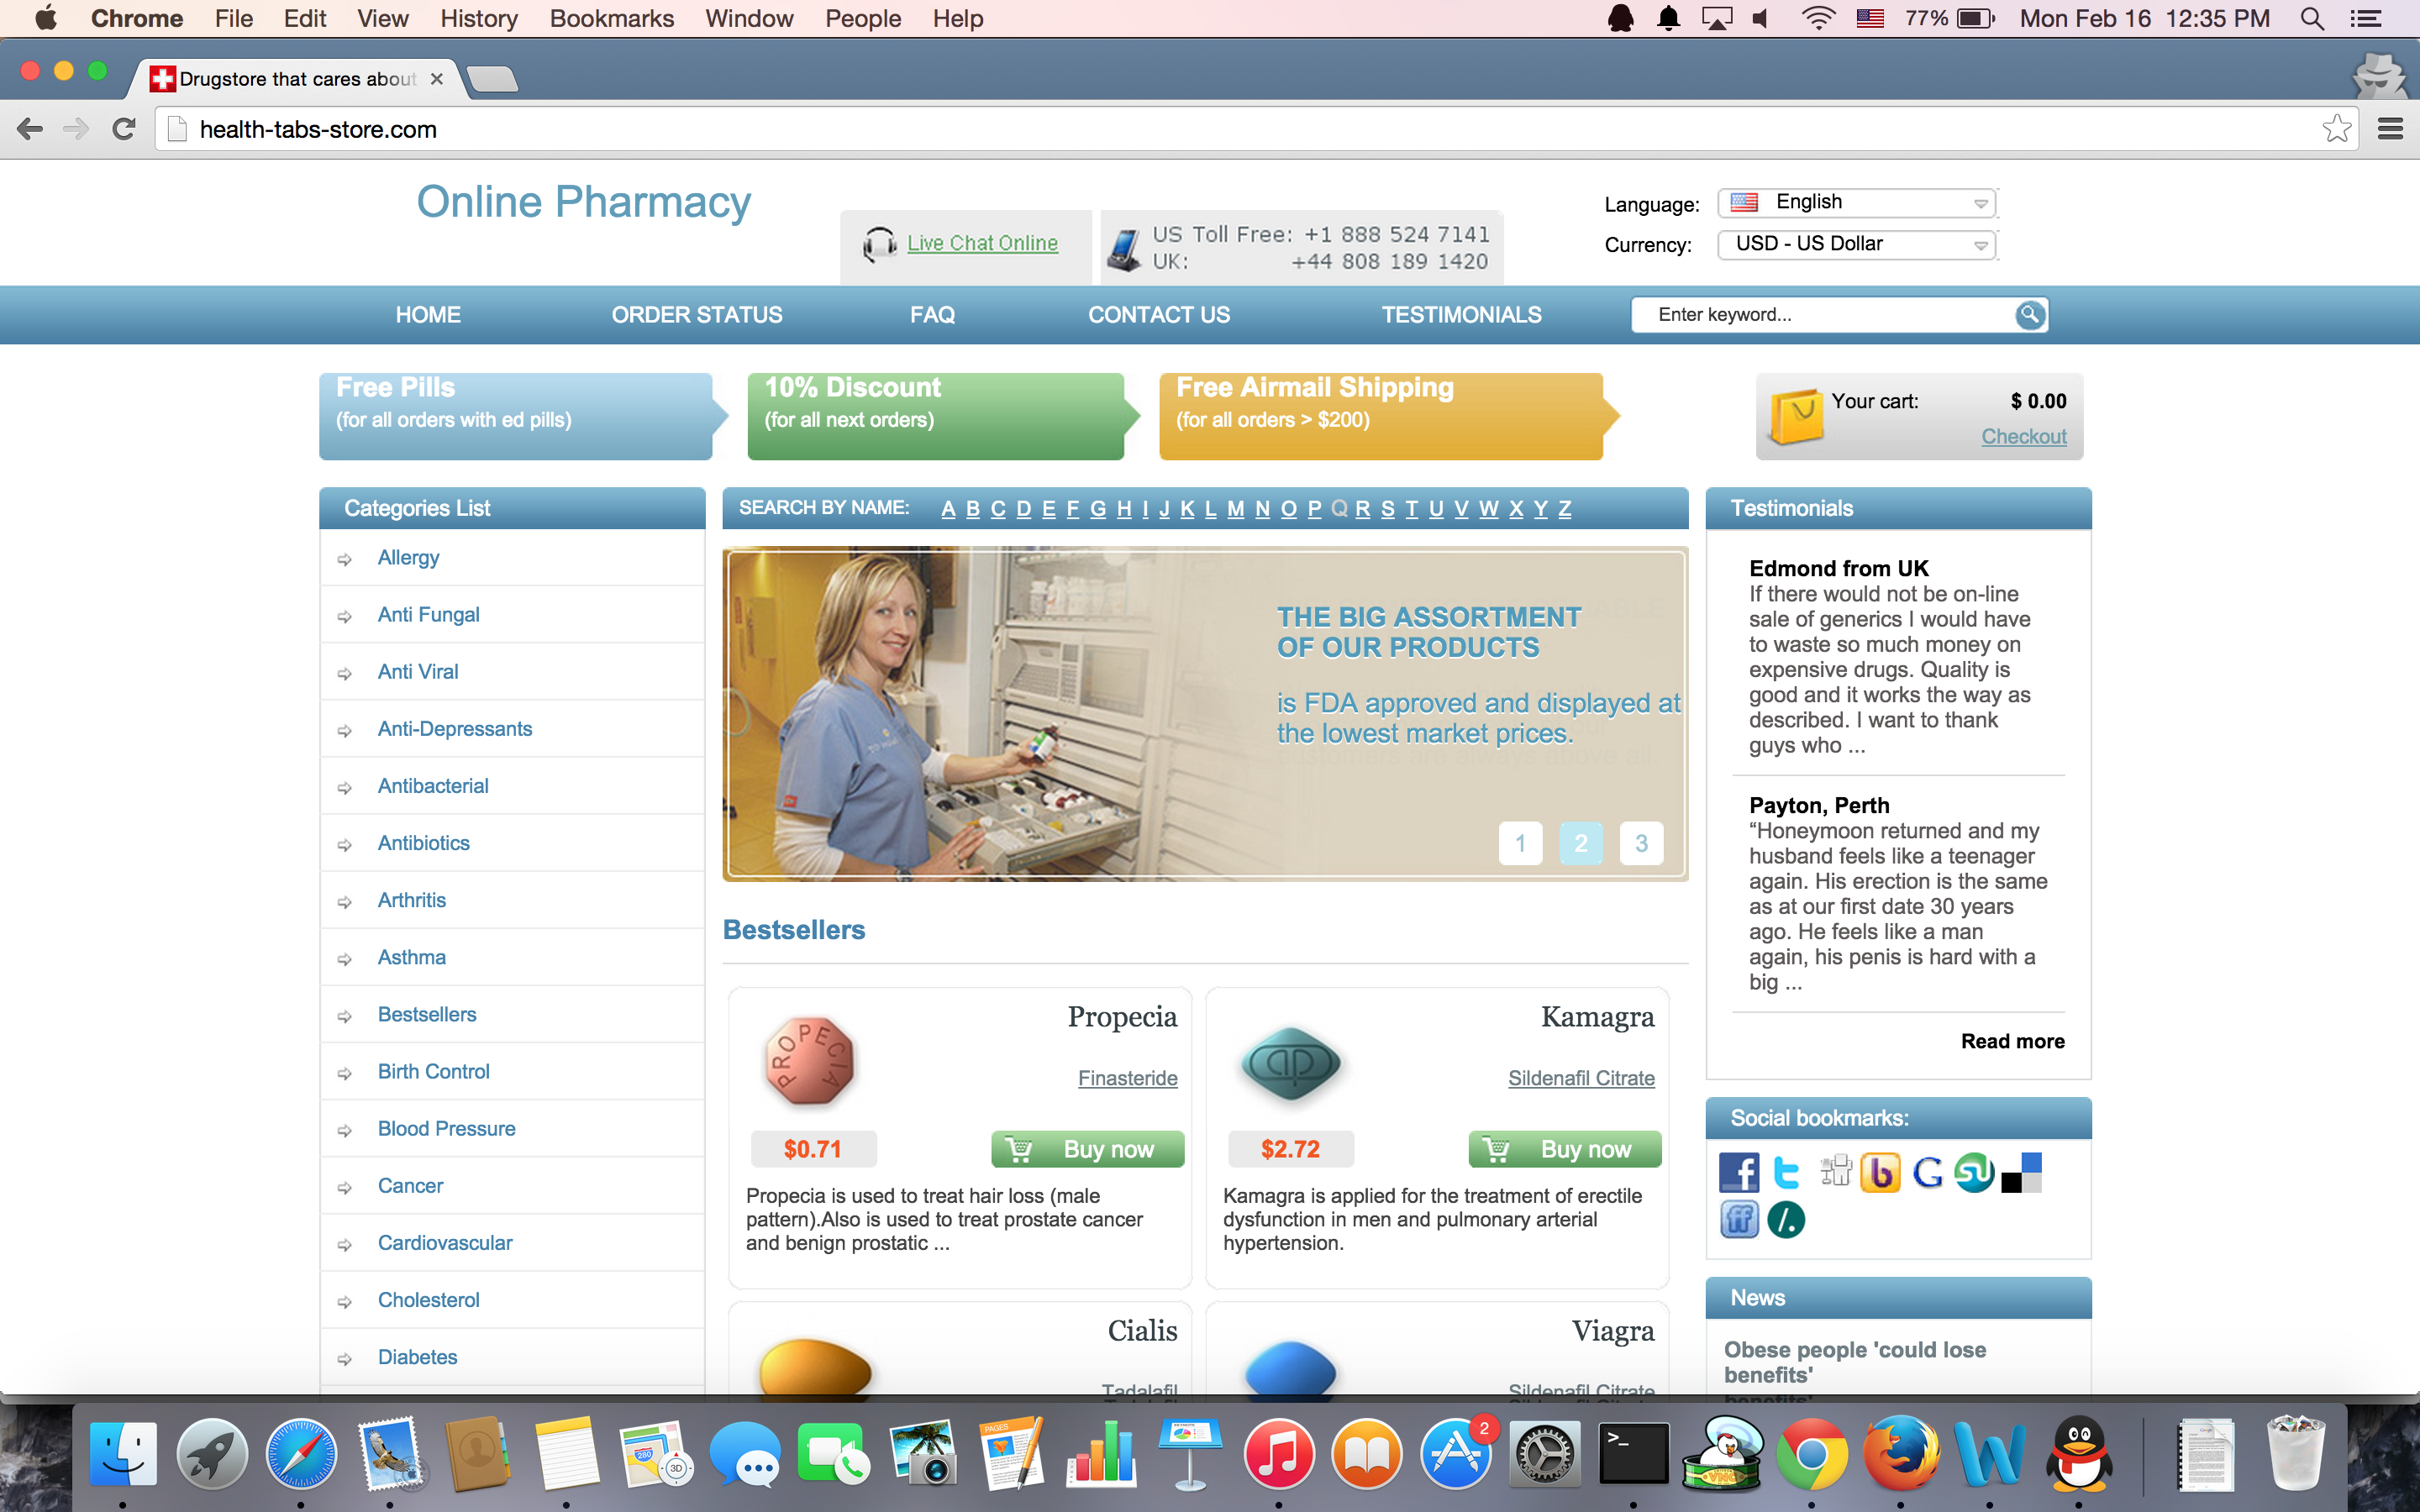 Chrome File Edit View History Bookmarks Window People Help 77% Mon Feb 16 12:35 PM
Drugstore that cares about
health-tabs-store.com
Online Pharmacy
Live Chat Online
US Toll Free: +1 888 524 7141
UK: +44 808 189 1420
Language: English
Currency: USD - US Dollar
HOME ORDER STATUS FAQ CONTACT US TESTIMONIALS Enter keyword...
Free Pills
(for all orders with ed pills)
10% Discount
(for all next orders)
Free Airmail Shipping
(for all orders > $200)
Your cart: $ 0.00
Checkout
Categories List
Allergy
Anti Fungal
Anti Viral
Anti-Depressants
Antibacterial
Antibiotics
Arthritis
Asthma
Bestsellers
Birth Control
Blood Pressure
Cancer
Cardiovascular
Cholesterol
Diabetes
SEARCH BY NAME: A B C D E F G H I J K L M N O P Q R S T U V W X Y Z
THE BIG ASSORTMENT
OF OUR PRODUCTS
is FDA approved and displayed at
the lowest market prices.
customers are always above all.
1 2 3
Bestsellers
Propecia
PROPECIA
Finasteride
$0.71 Buy now
Propecia is used to treat hair loss (male
pattern).Also is used to treat prostate cancer
and benign prostatic ...
Kamagra
Sildenafil Citrate
$2.72 Buy now
Kamagra is applied for the treatment of erectile
dysfunction in men and pulmonary arterial
hypertension.
Cialis
Tadalafil
Viagra
Sildenafil Citrate
Testimonials
Edmond from UK
If there would not be on-line
sale of generics I would have
to waste so much money on
expensive drugs. Quality is
good and it works the way as
described. I want to thank
guys who ...
Payton, Perth
“Honeymoon returned and my
husband feels like a teenager
again. His erection is the same
as at our first date 30 years
ago. He feels like a man
again, his penis is hard with a
big ...
Read more
Social bookmarks:
News
Obese people 'could lose
benefits'
PAGES
KEYNOTE
2
3D
VNC